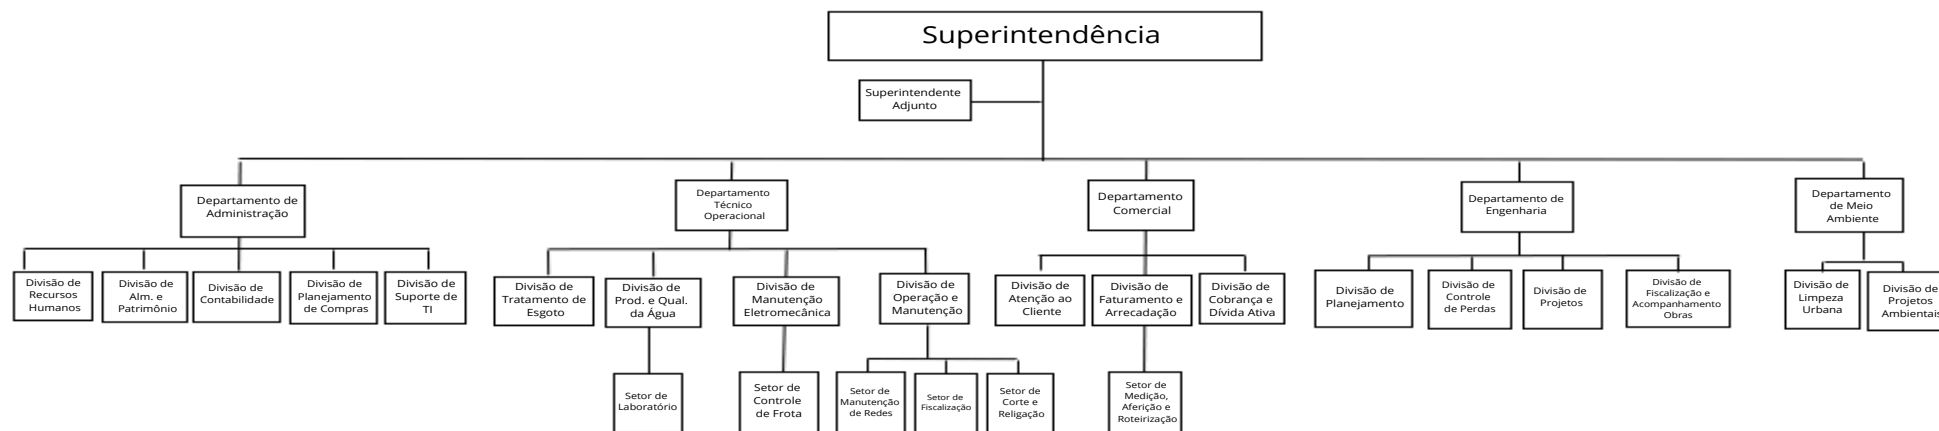 Superintendência
Superintendente
Adjunto
Departamento de
Administração
Departamento
Técnico
Operacional
Departamento
Comercial
Departamento de
Engenharia
Departamento
de Meio
Ambiente
Divisão de
Recursos
Humanos
Divisão de
Alm. e
Patrimônio
Divisão de
Contabilidade
Divisão de
Planejamento
de Compras
Divisão de
Suporte de
TI
Divisão de
Tratamento de
Esgoto
Divisão de
Prod. e Qual.
da Água
Divisão de
Manutenção
Eletromecânica
Divisão de
Operação e
Manutenção
Divisão de
Atenção ao
Cliente
Divisão de
Faturamento e
Arrecadação
Divisão de
Cobrança e
Dívida Ativa
Divisão de
Planejamento
Divisão de
Controle
de Perdas
Divisão de
Projetos
Divisão de
Fiscalização e
Acompanhamento
Obras
Divisão de
Limpeza
Urbana
Divisão de
Projetos
Ambientais
Setor de
Laboratório
Setor de
Controle
de Frota
Setor de
Manutenção
de Redes
Setor de
Fiscalização
Setor de
Corte e
Religação
Setor de
Medição,
Aferição e
Roteirização